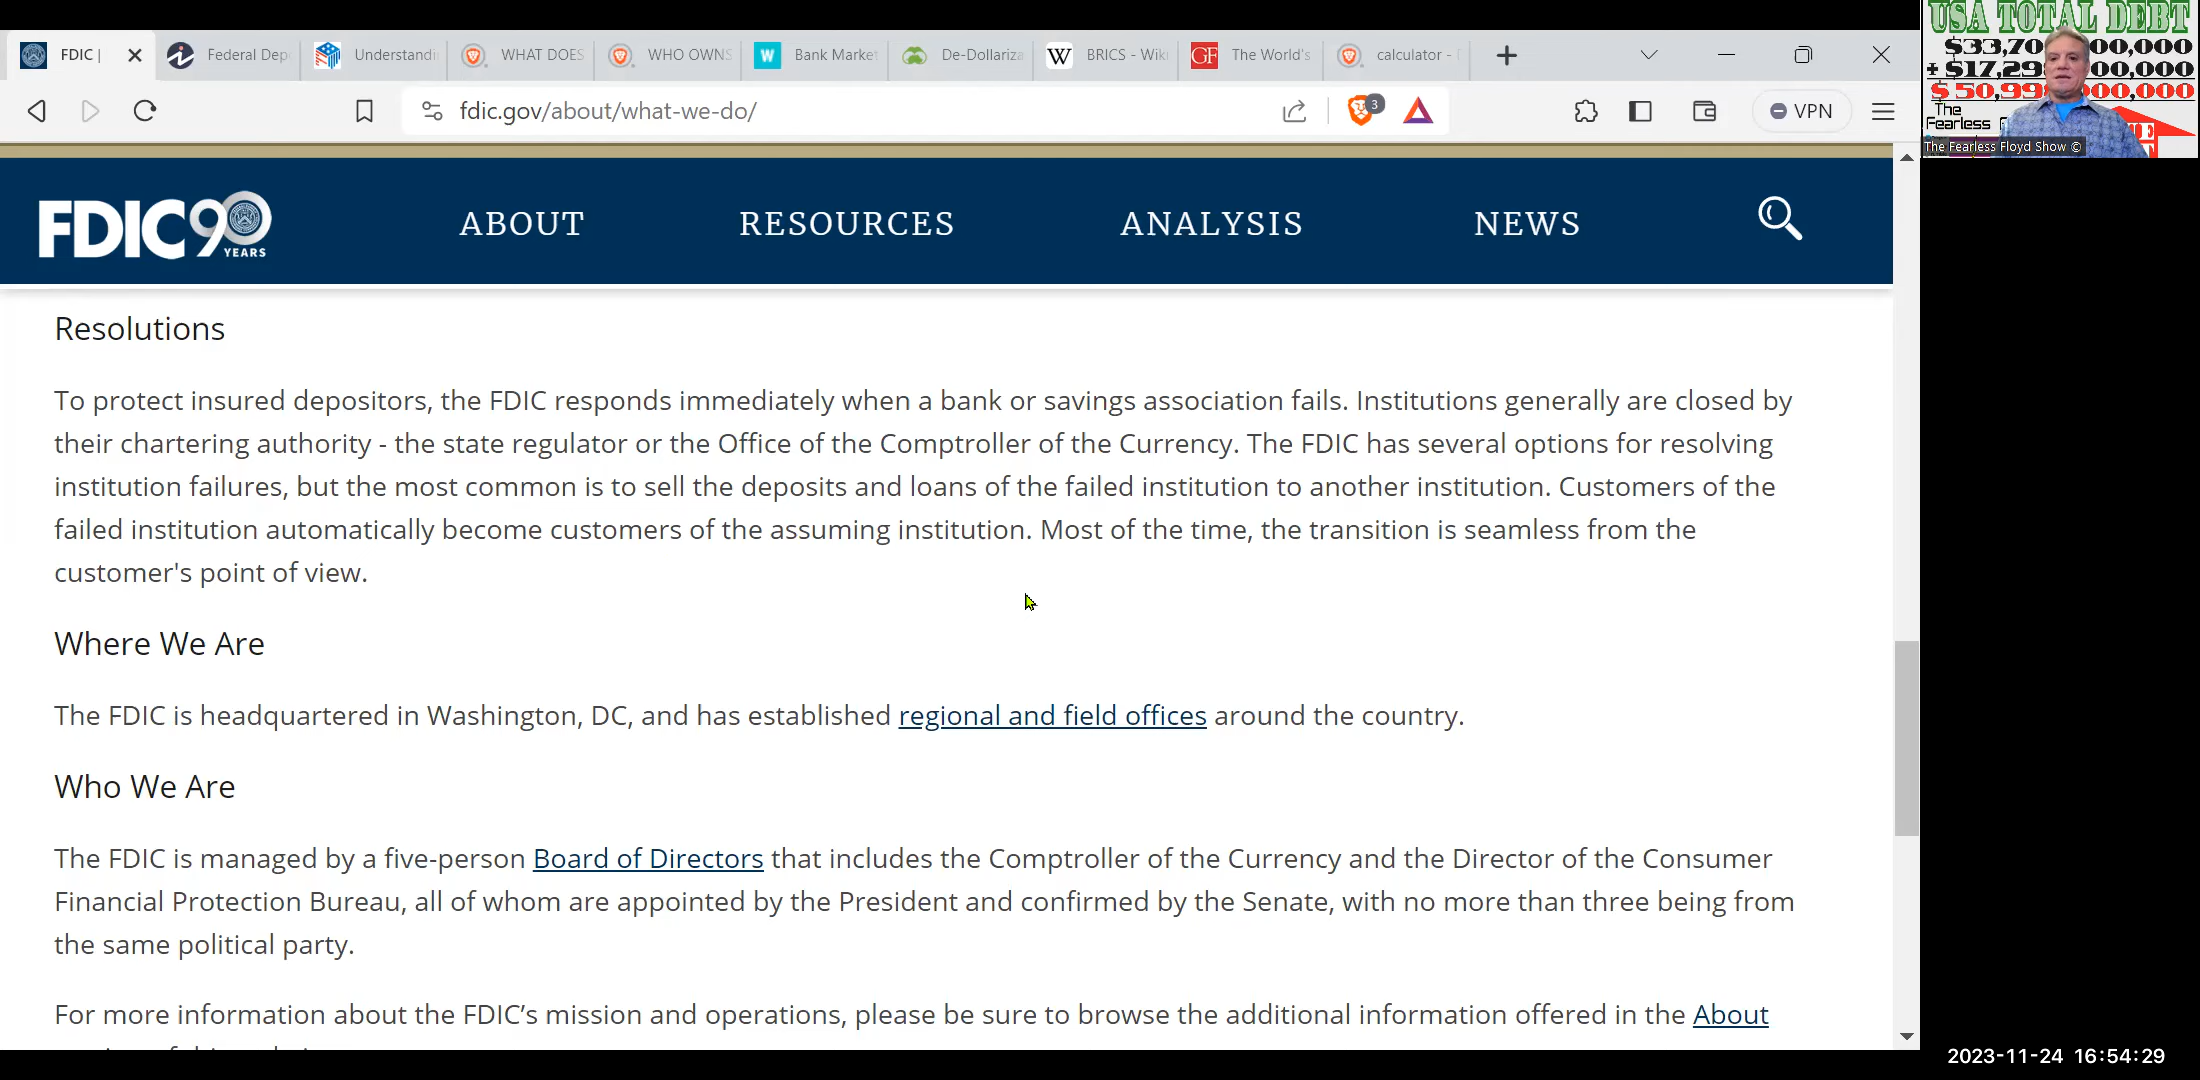 FDIC |
Federal Dep
Understandi
WHAT DOES
WHO OWNS
Bank Market
De-Dollariza
BRICS - Wiki
The World's
calculator -
fdic.gov/about/what-we-do/
3
VPN
FDIC90
YEARS
ABOUT
RESOURCES
ANALYSIS
NEWS
Resolutions
To protect insured depositors, the FDIC responds immediately when a bank or savings association fails. Institutions generally are closed by
their chartering authority - the state regulator or the Office of the Comptroller of the Currency. The FDIC has several options for resolving
institution failures, but the most common is to sell the deposits and loans of the failed institution to another institution. Customers of the
failed institution automatically become customers of the assuming institution. Most of the time, the transition is seamless from the
customer's point of view.
Where We Are
The FDIC is headquartered in Washington, DC, and has established regional and field offices around the country.
Who We Are
The FDIC is managed by a five-person Board of Directors that includes the Comptroller of the Currency and the Director of the Consumer
Financial Protection Bureau, all of whom are appointed by the President and confirmed by the Senate, with no more than three being from
the same political party.
For more information about the FDIC’s mission and operations, please be sure to browse the additional information offered in the About
USA TOTAL DEBT
$33,70 00,000
+ $17,29 000,000
$ 50,99 000,000
The
Fearless
The Fearless Floyd Show ©
2023-11-24 16:54:29